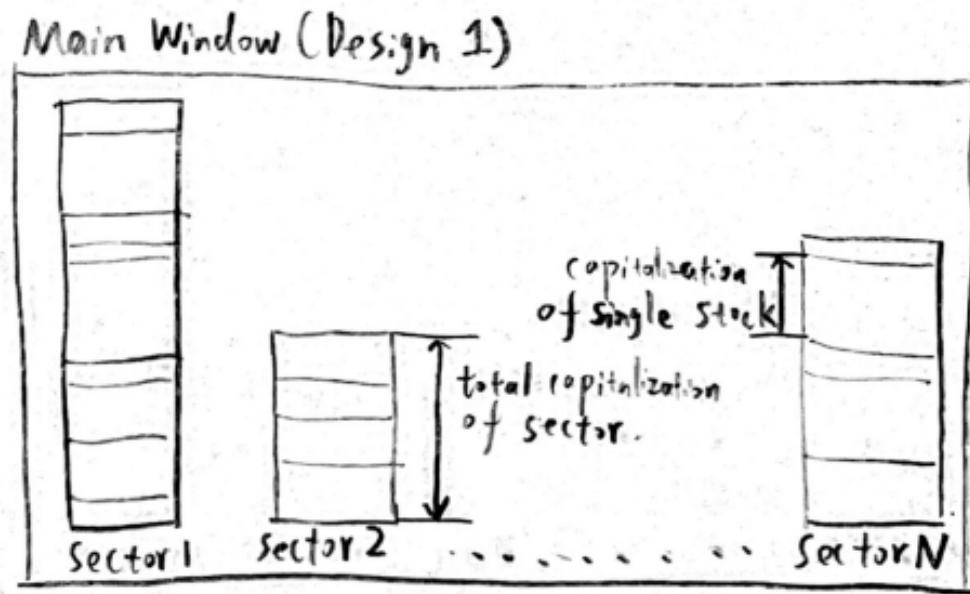 Main Window (Design 1)
capitalization
of single stock
total capitalization
of sector.
sector 1
sector 2
. . . . . . . . .
sector N